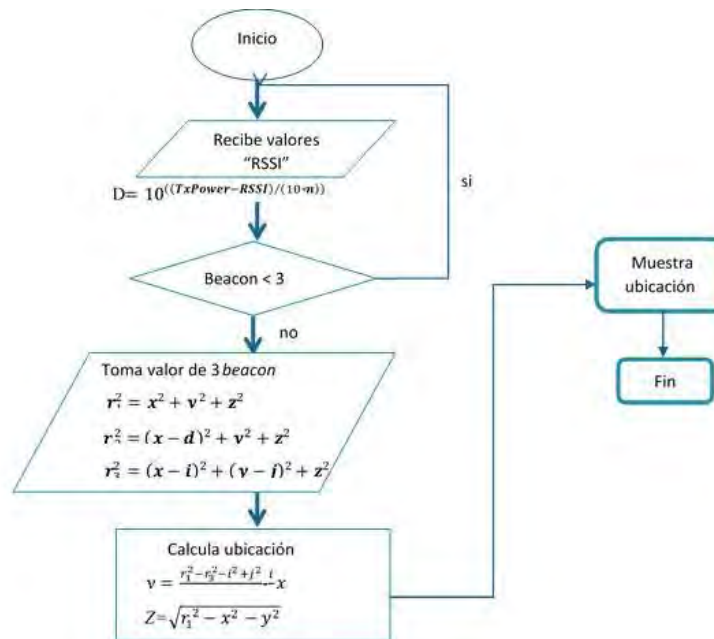 Inicio
Recibe valores
“RSSI”
D= 10^((TxPower−RSSI)/(10·n))
si
Beacon < 3
no
Muestra
ubicación
Fin
Toma valor de 3 beacon
r₁² = x² + y² + z²
r₂² = (x − d)² + y² + z²
r₃² = (x − i)² + (y − j)² + z²
Calcula ubicación
Z=√(r₁² − x² − y²)